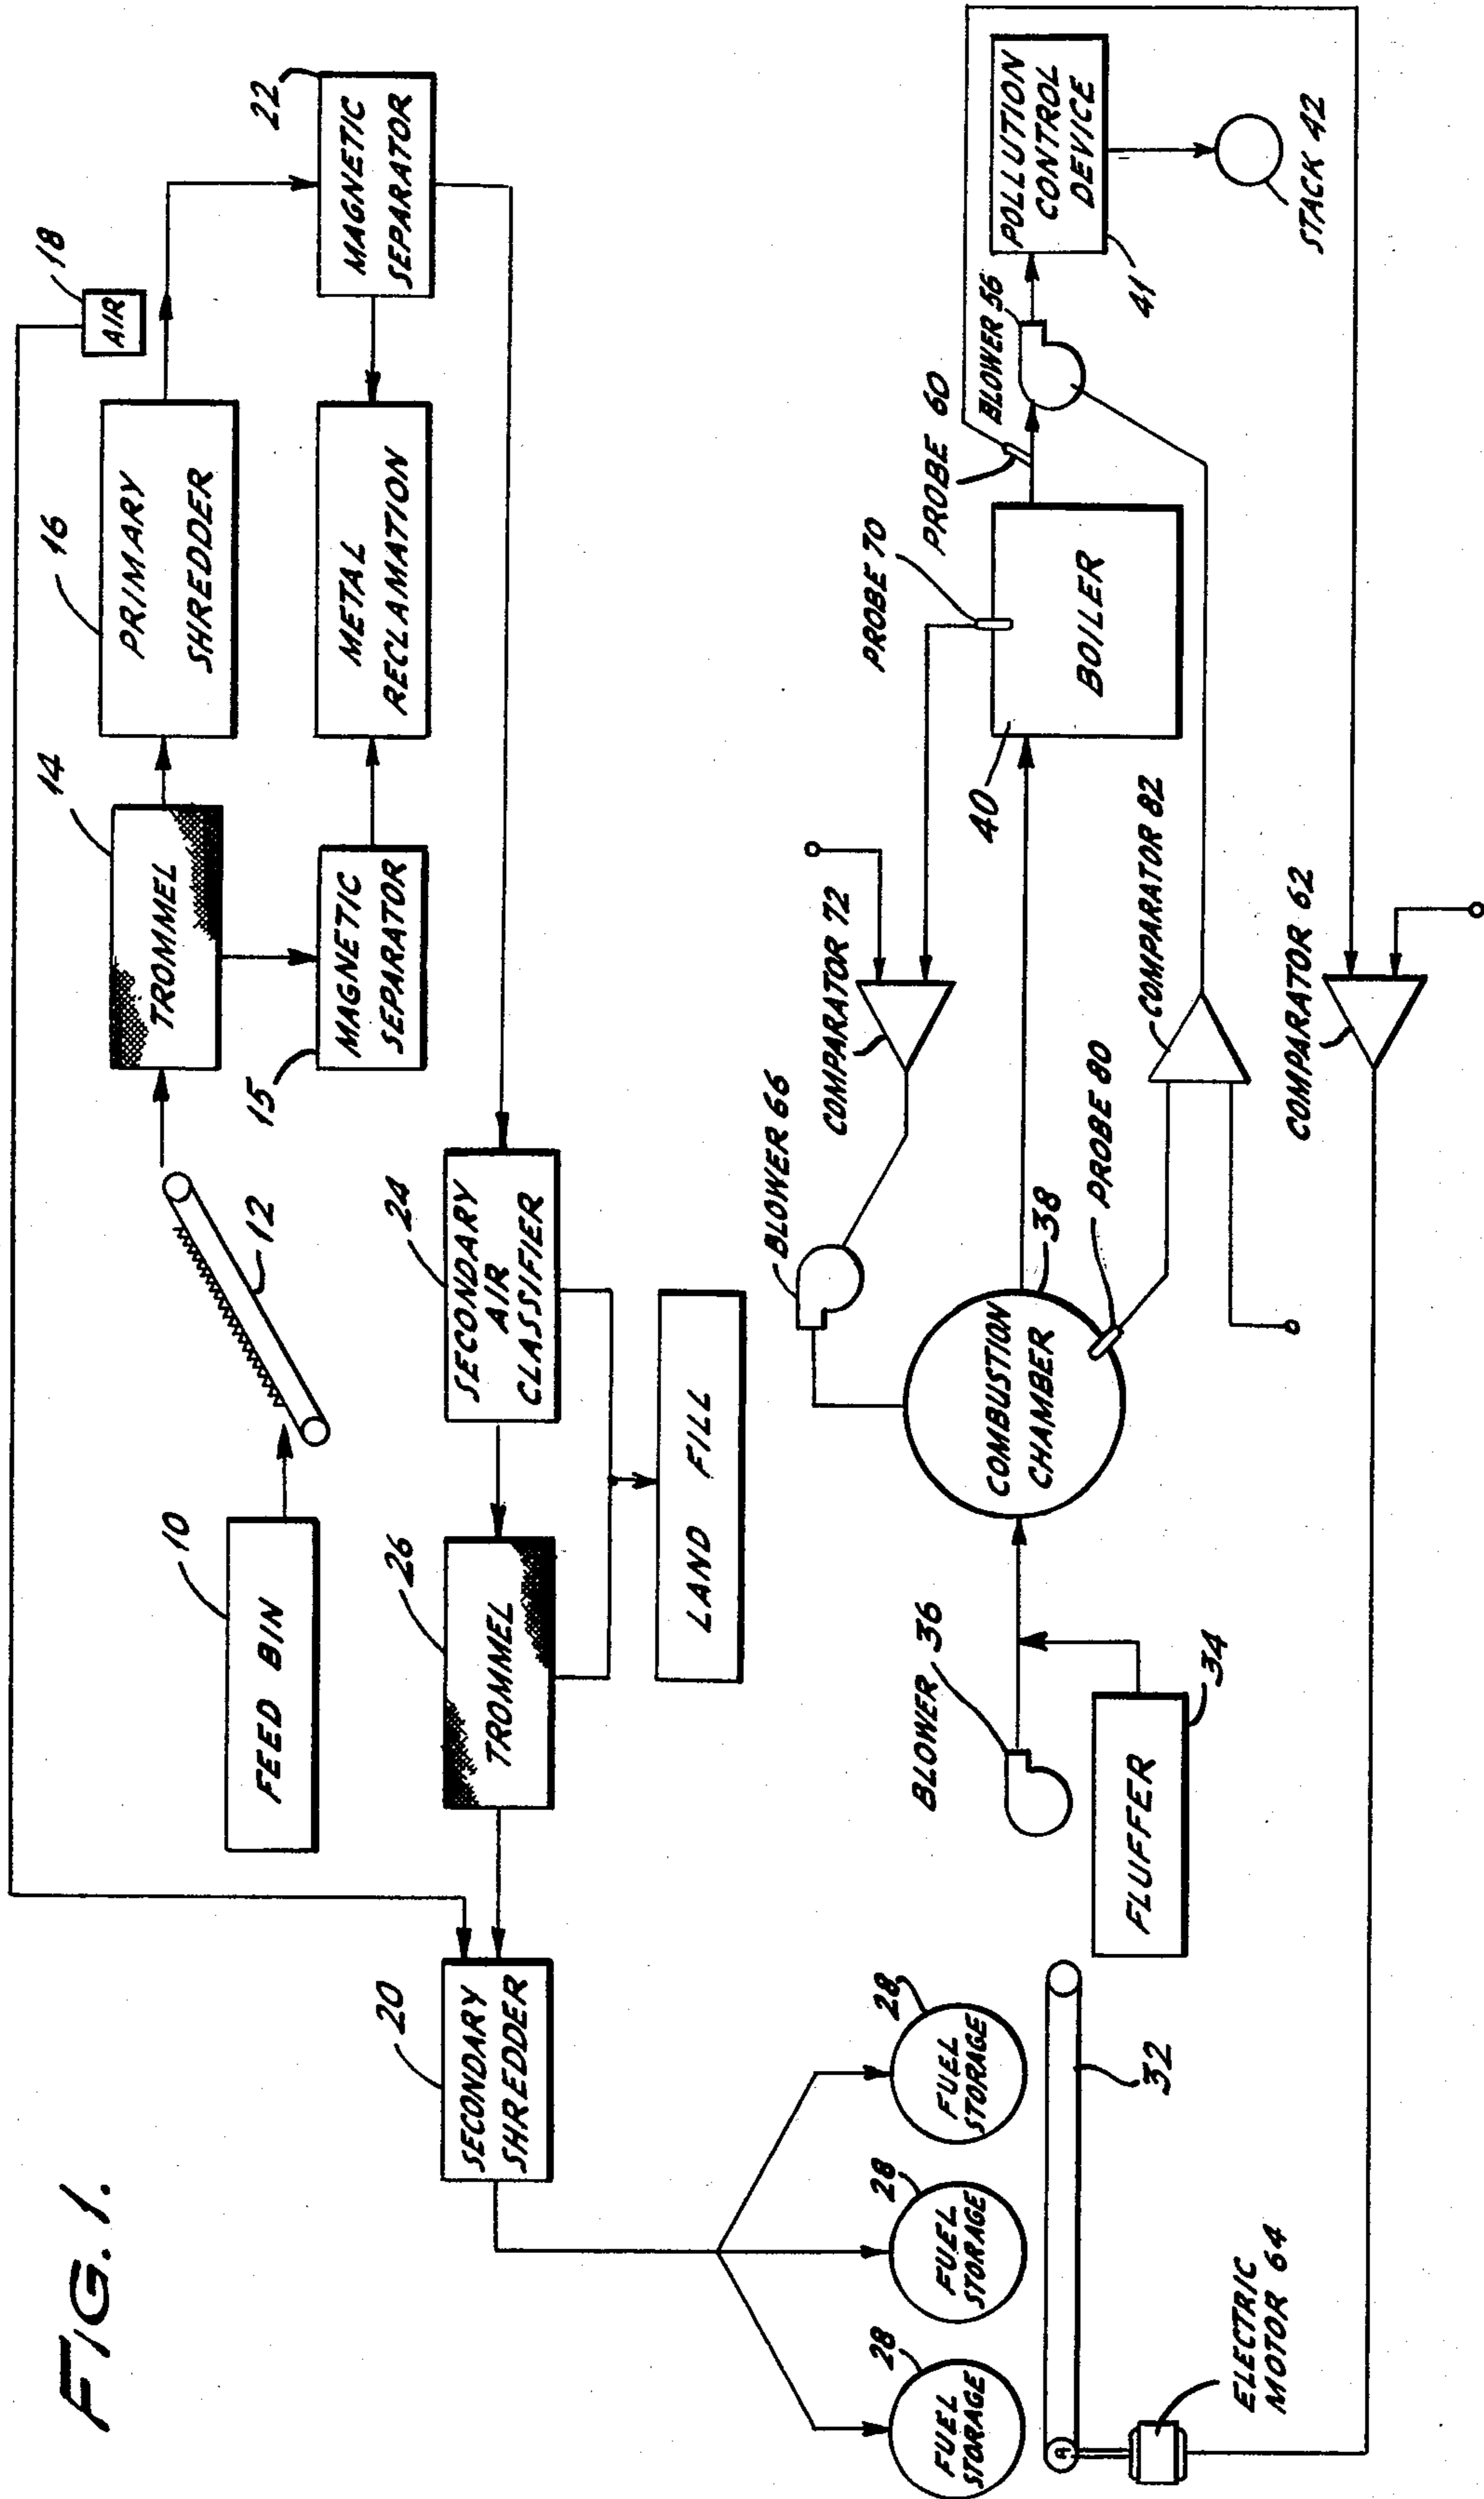 FIG. 1.
10
FEED BIN
12
14
TROMMEL
16
PRIMARY
SHREDDER
18
AIR
15
MAGNETIC
SEPARATOR
METAL
RECLAMATION
22
MAGNETIC
SEPARATOR
20
SECONDARY
SHREDDER
26
TROMMEL
24
SECONDARY
AIR
CLASSIFIER
LAND FILL
28
FUEL
STORAGE
28
FUEL
STORAGE
28
FUEL
STORAGE
32
ELECTRIC
MOTOR 64
FLUFFER
34
BLOWER 36
COMBUSTION
CHAMBER
38
PROBE 80
BLOWER 66
COMPARATOR 72
COMPARATOR 82
COMPARATOR 62
40
BOILER
PROBE 70
PROBE 60
BLOWER 56
POLLUTION
CONTROL
DEVICE
41
STACK 42